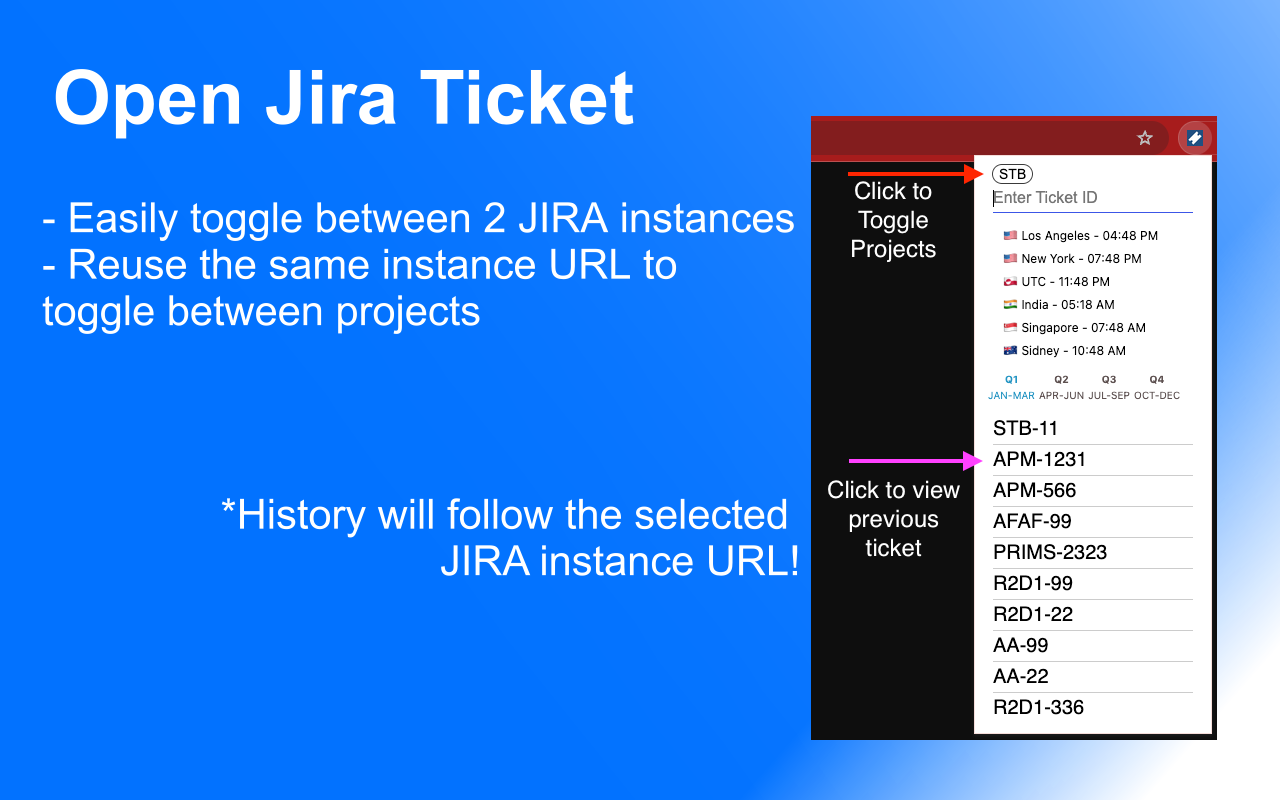 Open Jira Ticket
- Easily toggle between 2 JIRA instances
- Reuse the same instance URL to
toggle between projects
*History will follow the selected
JIRA instance URL!
Click to
Toggle
Projects
Click to view
previous
ticket
STB
Enter Ticket ID
Los Angeles - 04:48 PM
New York - 07:48 PM
UTC - 11:48 PM
India - 05:18 AM
Singapore - 07:48 AM
Sidney - 10:48 AM
Q1 Q2 Q3 Q4
JAN-MAR APR-JUN JUL-SEP OCT-DEC
STB-11
APM-1231
APM-566
AFAF-99
PRIMS-2323
R2D1-99
R2D1-22
AA-99
AA-22
R2D1-336